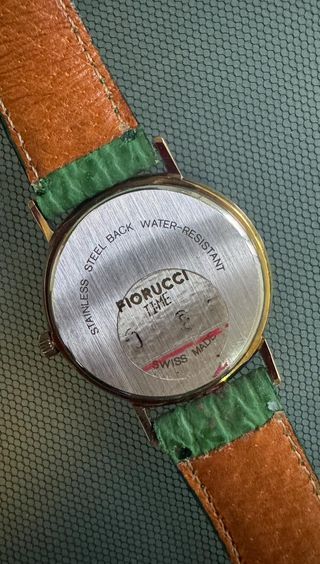 STAINLESS STEEL BACK WATER-RESISTANT
FIORUCCI
TIME
SWISS MADE